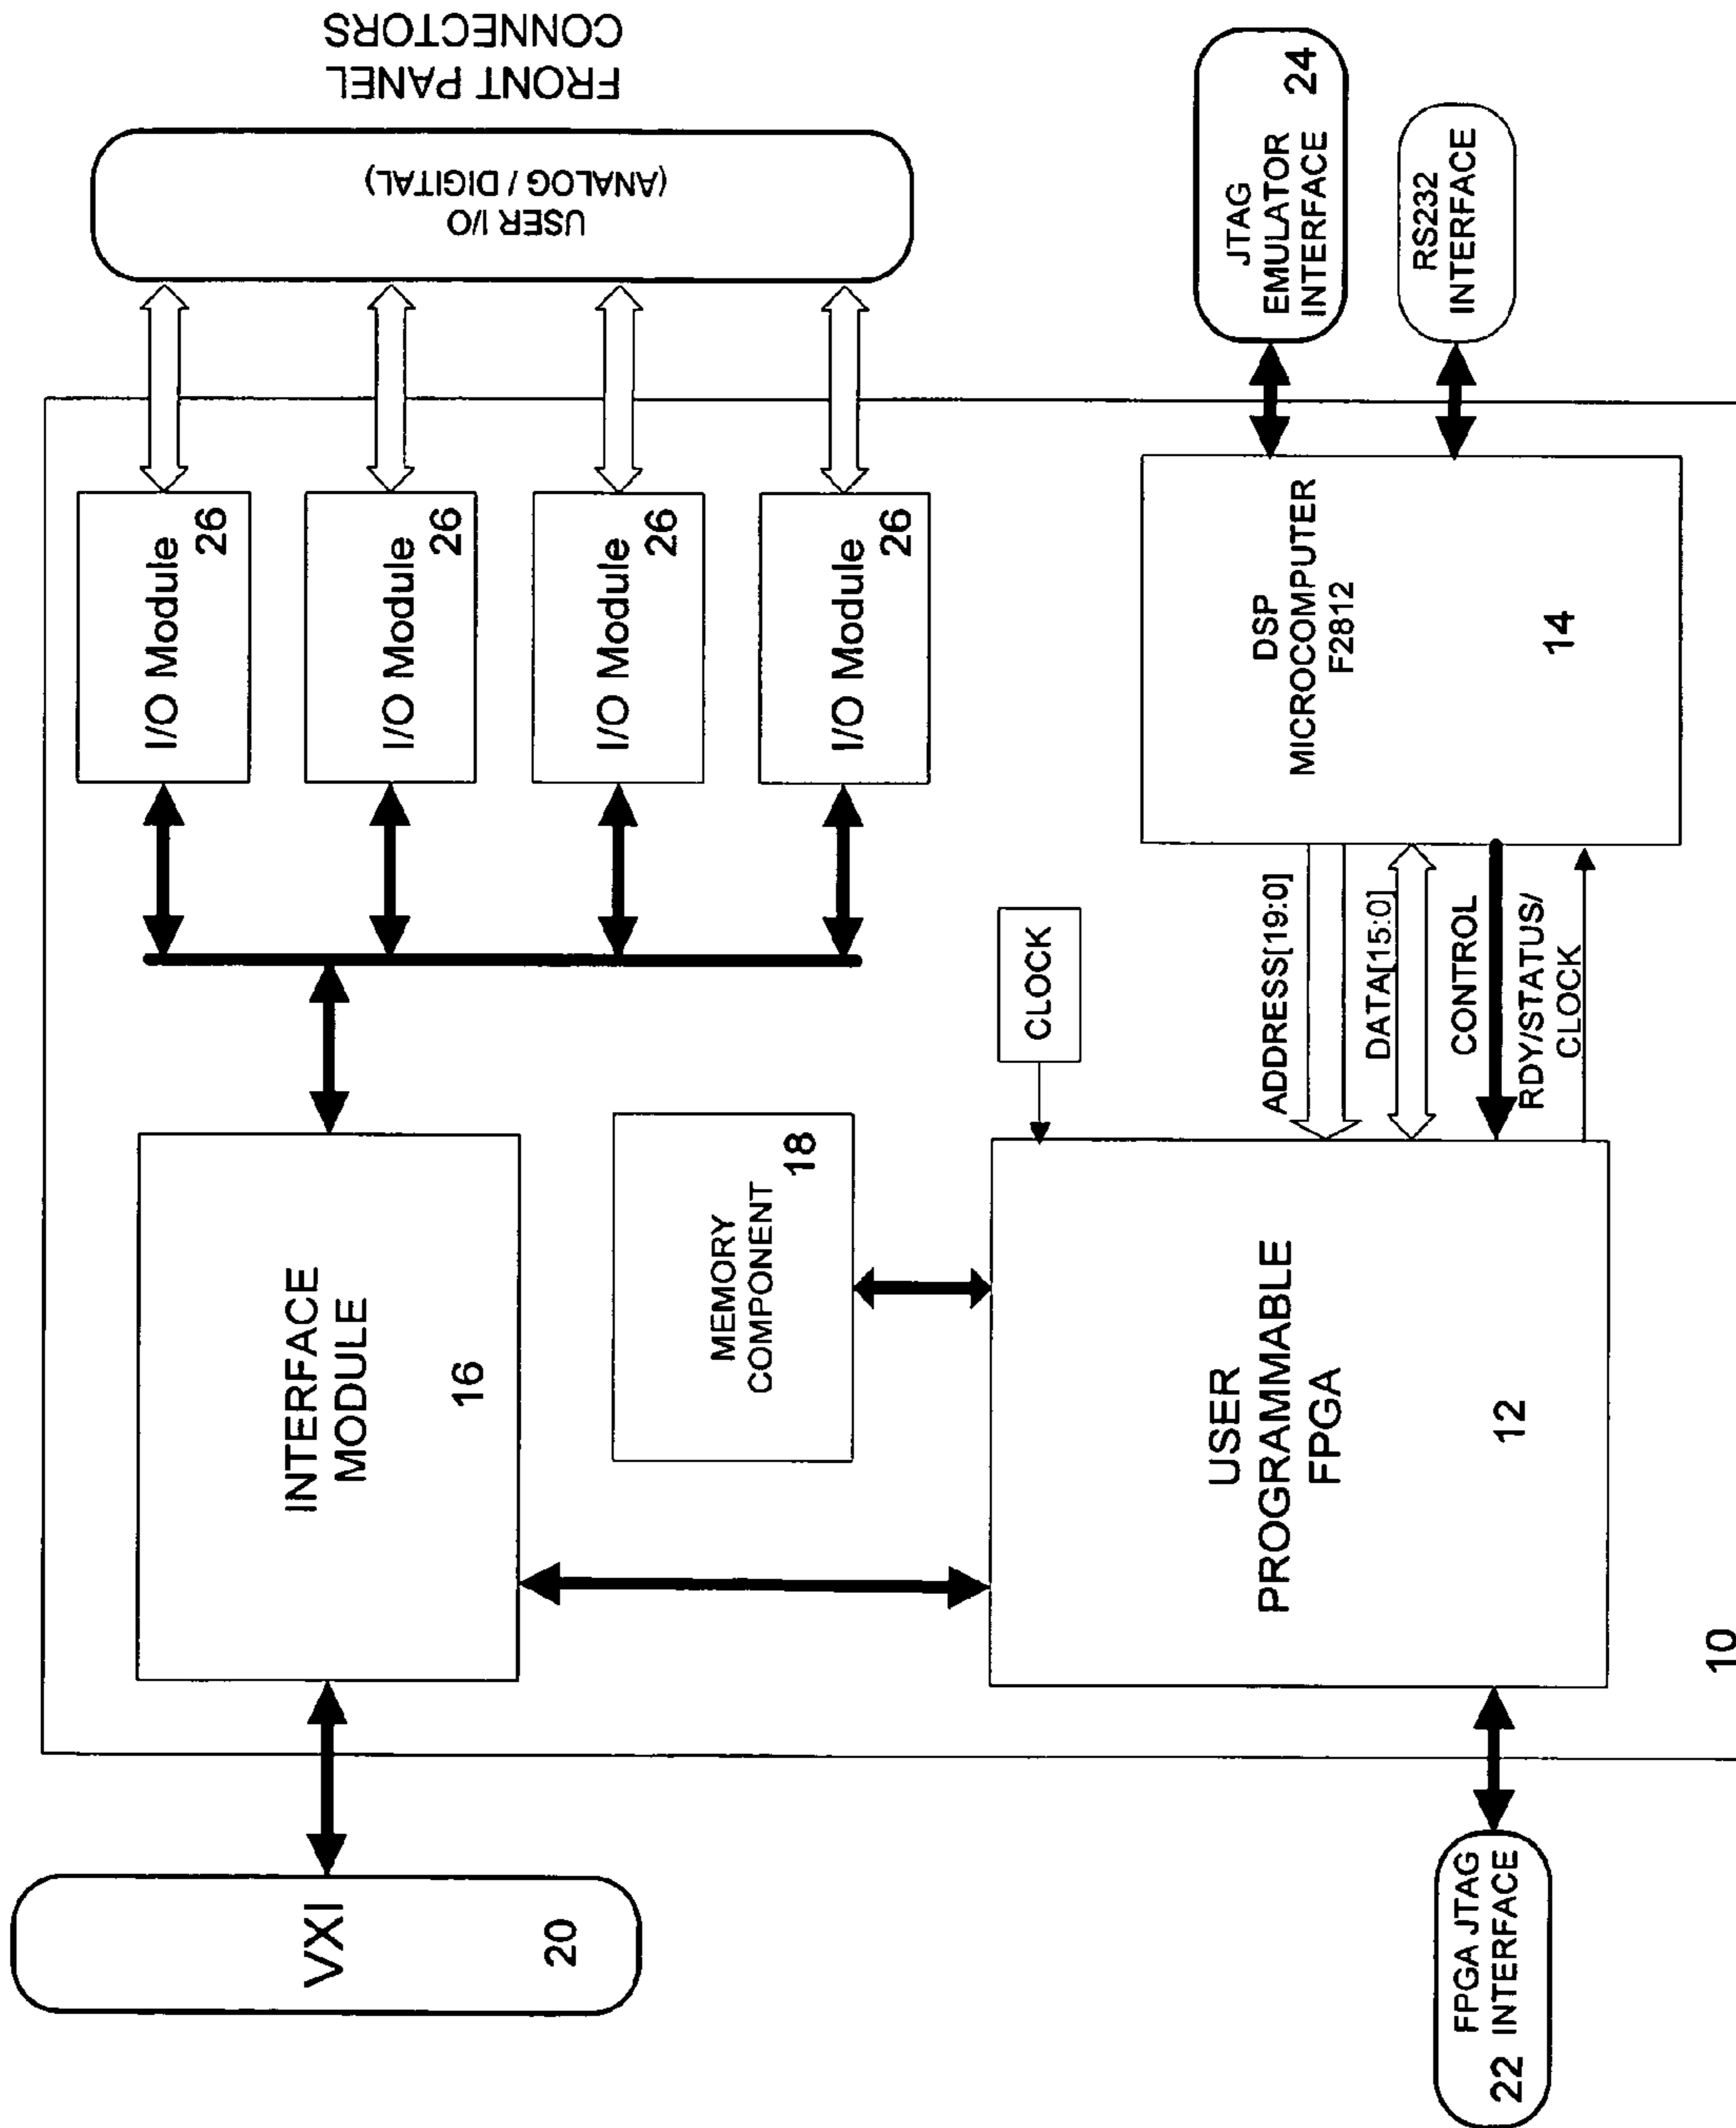 VXI
20
INTERFACE
MODULE
16
I/O Module
26
I/O Module
26
I/O Module
26
I/O Module
26
USER I/O
(ANALOG / DIGITAL)
FRONT PANEL
CONNECTORS
MEMORY
COMPONENT
18
CLOCK
USER
PROGRAMMABLE
FPGA
12
ADDRESS[19:0]
DATA[15:0]
CONTROL
RDY/STATUS/
CLOCK
DSP
MICROCOMPUTER
F2812
14
JTAG
EMULATOR
INTERFACE
24
RS232
INTERFACE
FPGA JTAG
22 INTERFACE
10